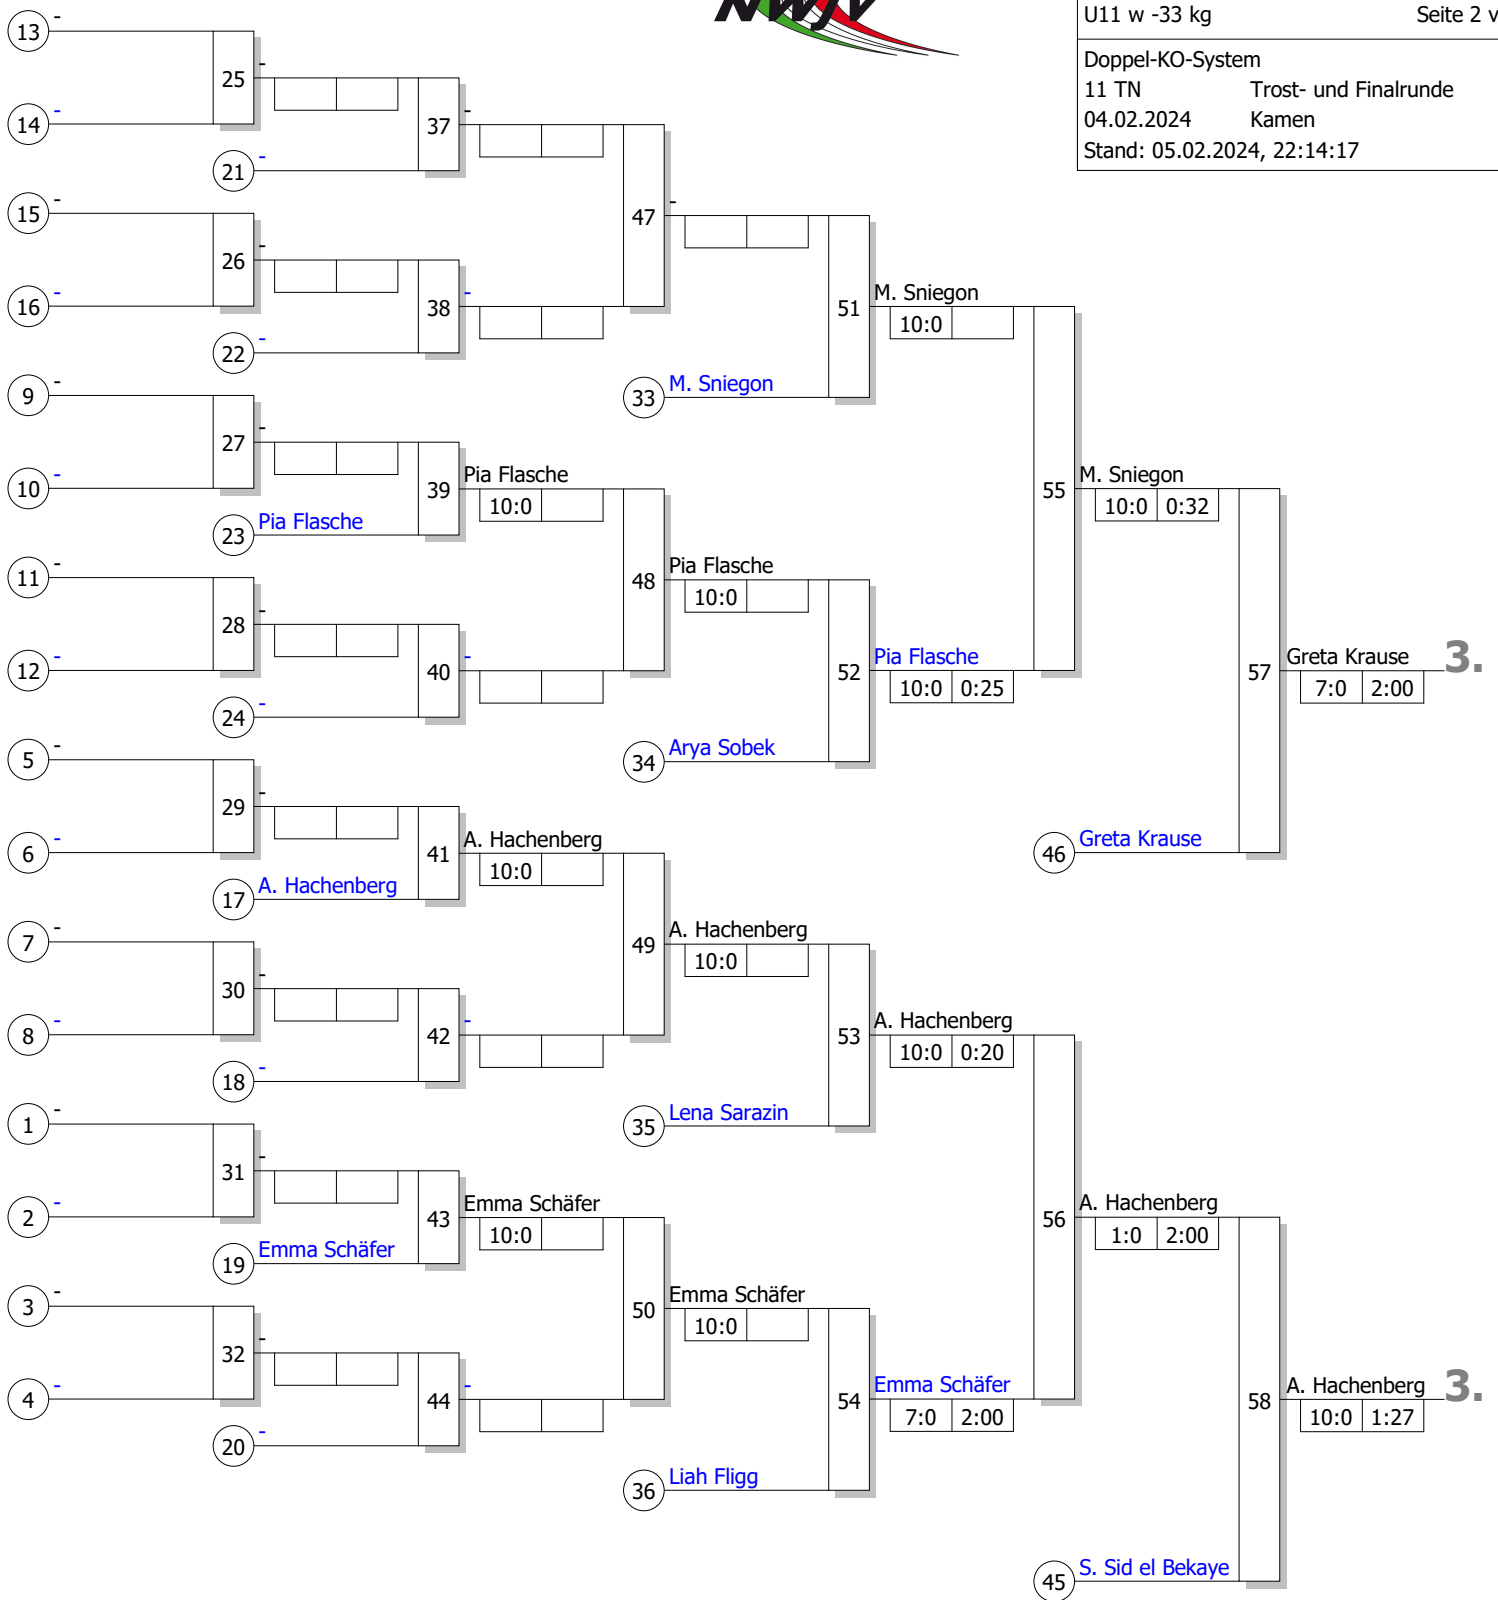 NWJV
U11 w -33 kg Seite 2 v
Doppel-KO-System
11 TN Trost- und Finalrunde
04.02.2024 Kamen
Stand: 05.02.2024, 22:14:17
13 -
25 -
14 -
37 -
21 -
47 -
15 -
26 -
16 -
38 -
22 -
51 M. Sniegon
10:0
33 M. Sniegon
9 -
27 -
10 -
39 Pia Flasche
10:0
23 Pia Flasche
48 Pia Flasche
10:0
11 -
28 -
12 -
40 -
24 -
52 Pia Flasche
10:0 0:25
34 Arya Sobek
55 M. Sniegon
10:0 0:32
57 Greta Krause 3.
7:0 2:00
46 Greta Krause
5 -
29 -
6 -
41 A. Hachenberg
10:0
17 A. Hachenberg
49 A. Hachenberg
10:0
7 -
30 -
8 -
42 -
18 -
53 A. Hachenberg
10:0 0:20
35 Lena Sarazin
1 -
31 -
2 -
43 Emma Schäfer
10:0
19 Emma Schäfer
50 Emma Schäfer
10:0
3 -
32 -
4 -
44 -
20 -
54 Emma Schäfer
7:0 2:00
36 Liah Fligg
56 A. Hachenberg
1:0 2:00
58 A. Hachenberg 3.
10:0 1:27
45 S. Sid el Bekaye